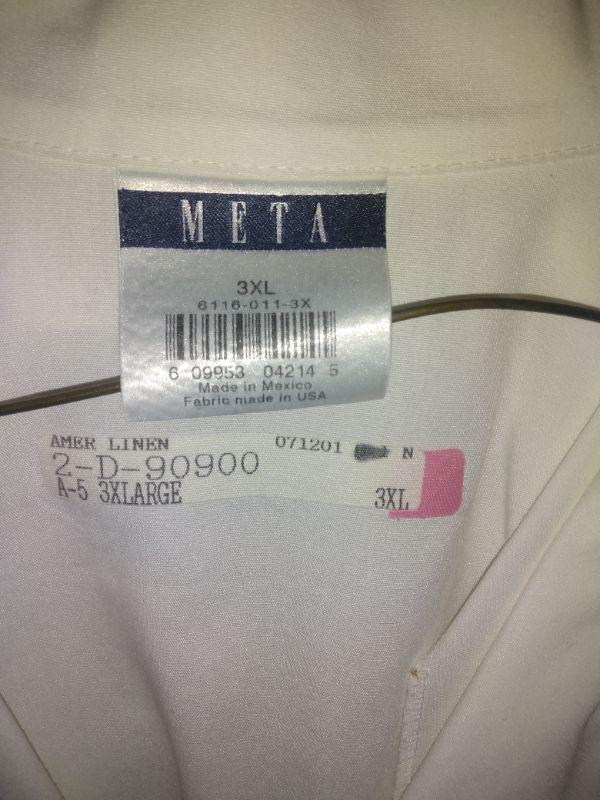 META
3XL
6116-011-3X
6 09953 04214 5
Made in Mexico
Fabric made in USA
AMER LINEN 071201 N
2-D-90900
A-5 3XLARGE 3XL